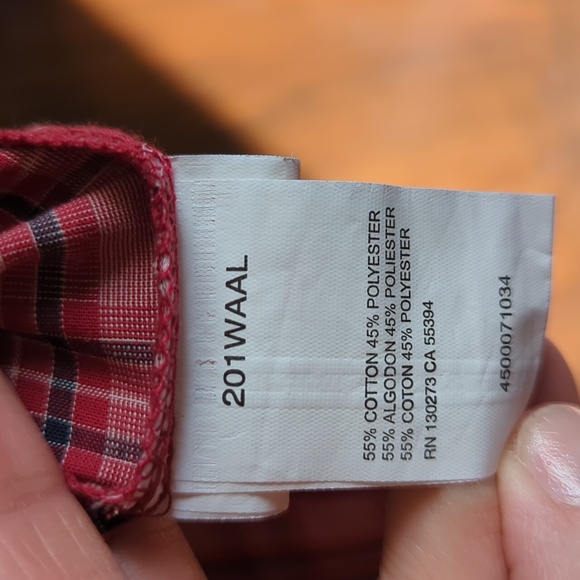 201WAAL
55% COTTON 45% POLYESTER
55% ALGODON 45% POLIESTER
55% COTON 45% POLYESTER
RN 130273 CA 55394
4500071034